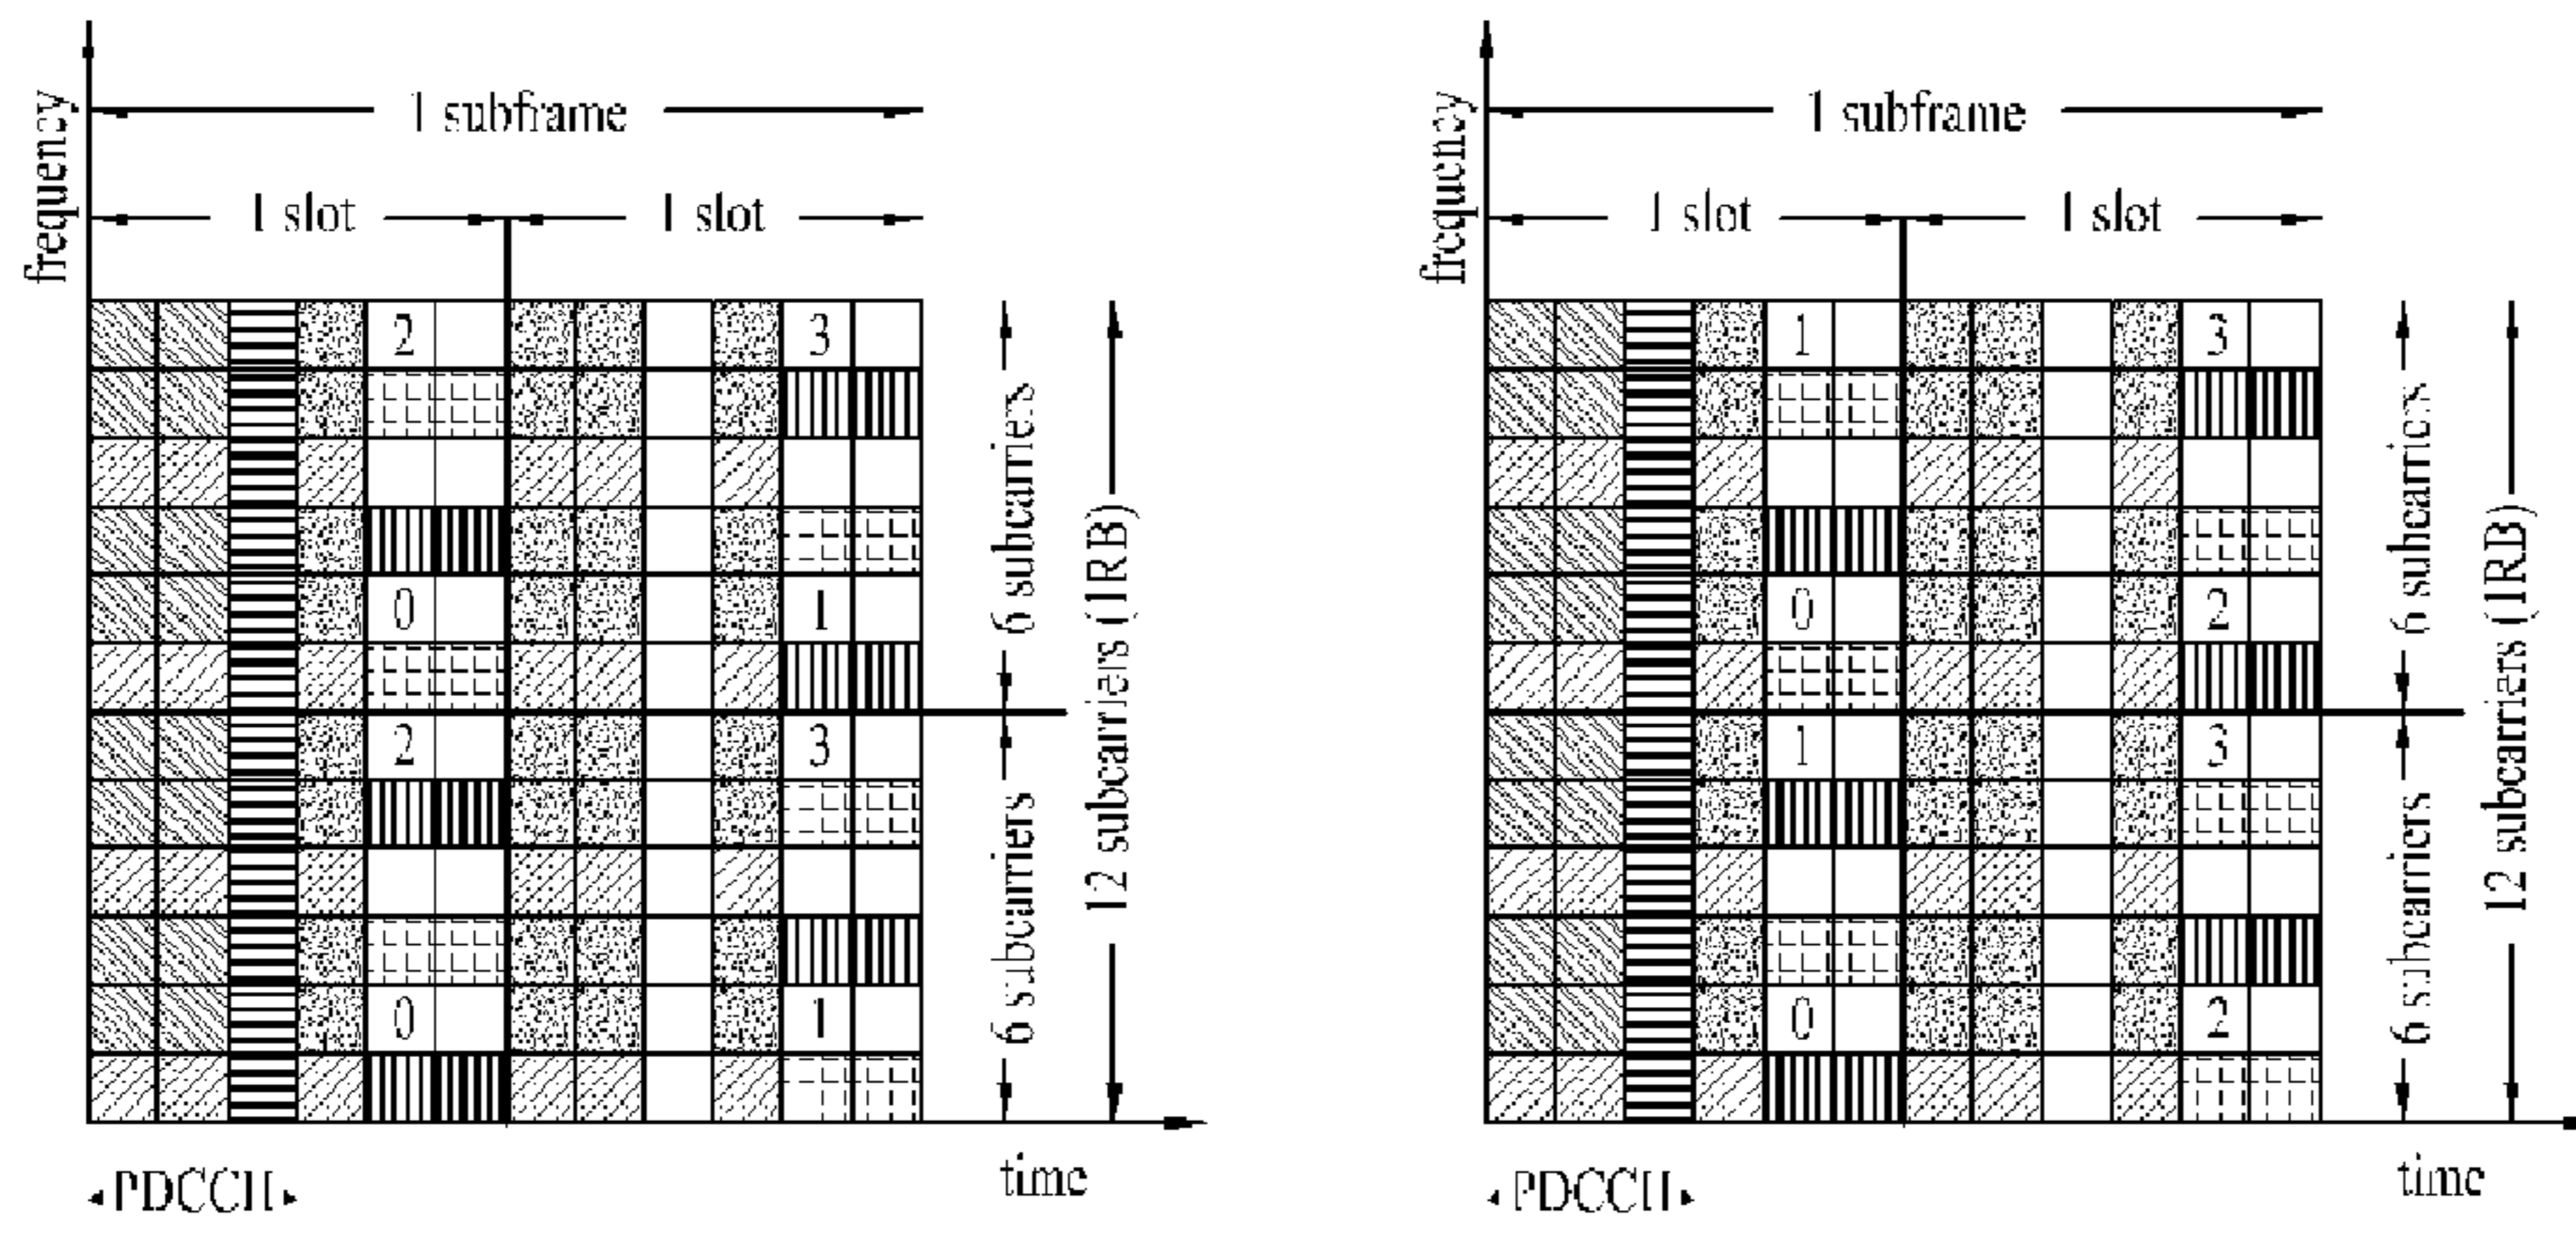 frequency
1 subframe
1 slot
1 slot
2 3
0 1
2 3
0 1
6 subcarriers
6 subcarriers
12 subcarriers (1RB)
PDCCH
time
frequency
1 subframe
1 slot
1 slot
1 3
0 2
1 3
0 2
6 subcarriers
6 subcarriers
12 subcarriers (1RB)
PDCCH
time